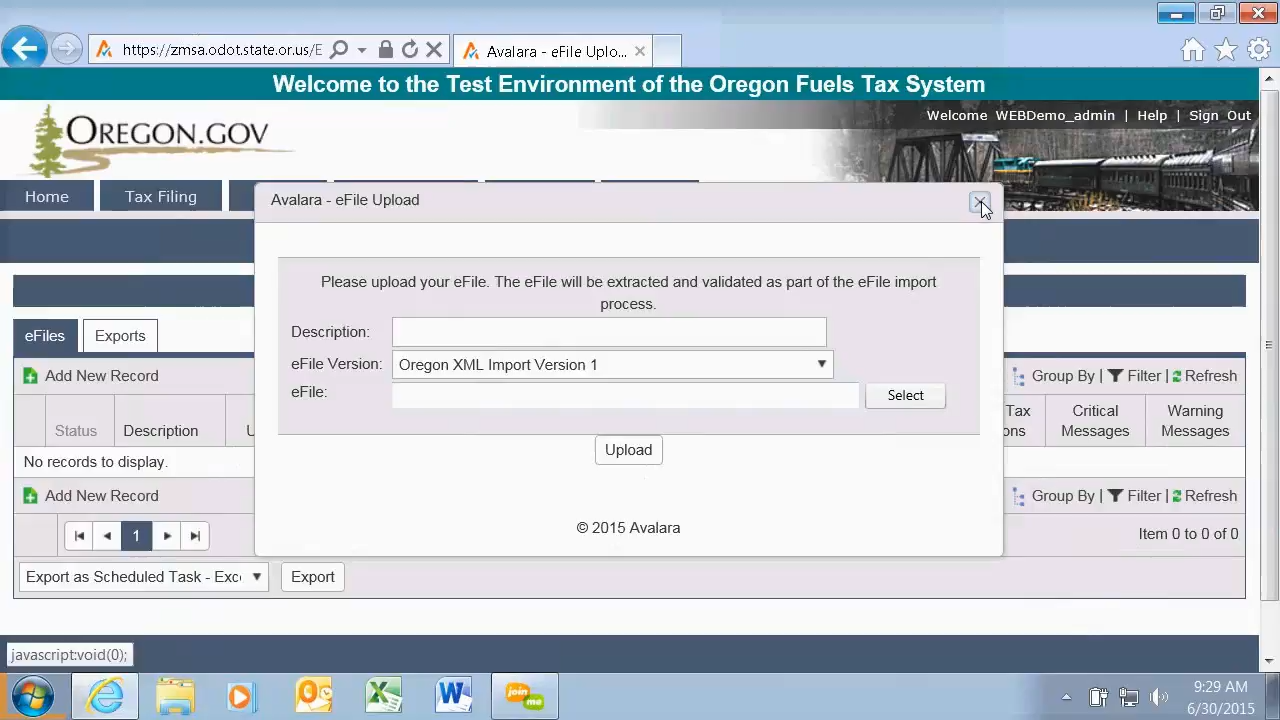 https://zmsa.odot.state.or.us/E
Avalara - eFile Uplo...
Welcome to the Test Environment of the Oregon Fuels Tax System
OREGON.GOV
Welcome WEBDemo_admin | Help | Sign Out
Home
Tax Filing
Avalara - eFile Upload
Please upload your eFile. The eFile will be extracted and validated as part of the eFile import
process.
Description:
eFile Version:
Oregon XML Import Version 1
eFile:
Select
Upload
© 2015 Avalara
eFiles
Exports
Add New Record
Group By | Filter | Refresh
Status
Description
U
Tax
ons
Critical
Messages
Warning
Messages
No records to display.
Add New Record
Group By | Filter | Refresh
1
Item 0 to 0 of 0
Export as Scheduled Task - Exc
Export
javascript:void(0);
join
me
9:29 AM
6/30/2015